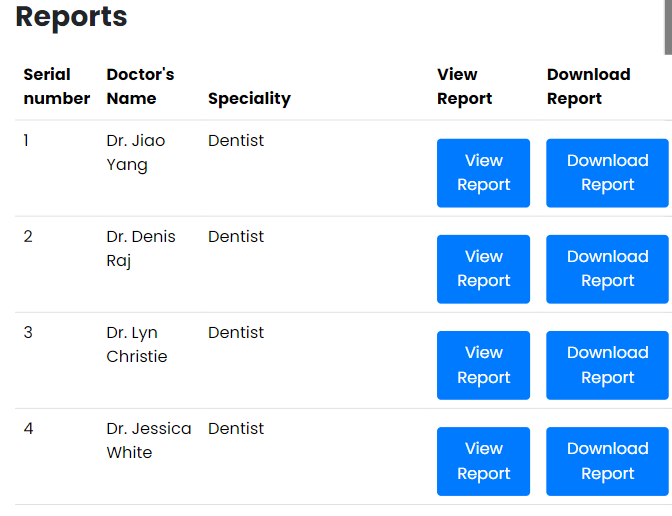 Reports
Serial number Doctor's Name Speciality View Report Download Report
1 Dr. Jiao Yang Dentist View Report Download Report
2 Dr. Denis Raj Dentist View Report Download Report
3 Dr. Lyn Christie Dentist View Report Download Report
4 Dr. Jessica White Dentist View Report Download Report